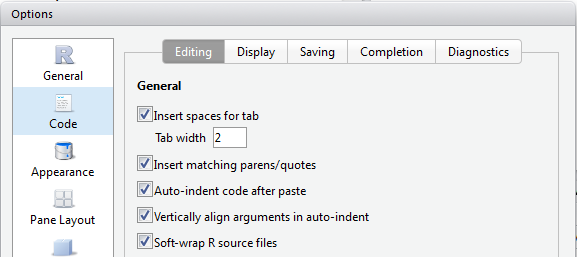 Options
General
Code
Appearance
Pane Layout
Editing Display Saving Completion Diagnostics
General
Insert spaces for tab
Tab width 2
Insert matching parens/quotes
Auto-indent code after paste
Vertically align arguments in auto-indent
Soft-wrap R source files